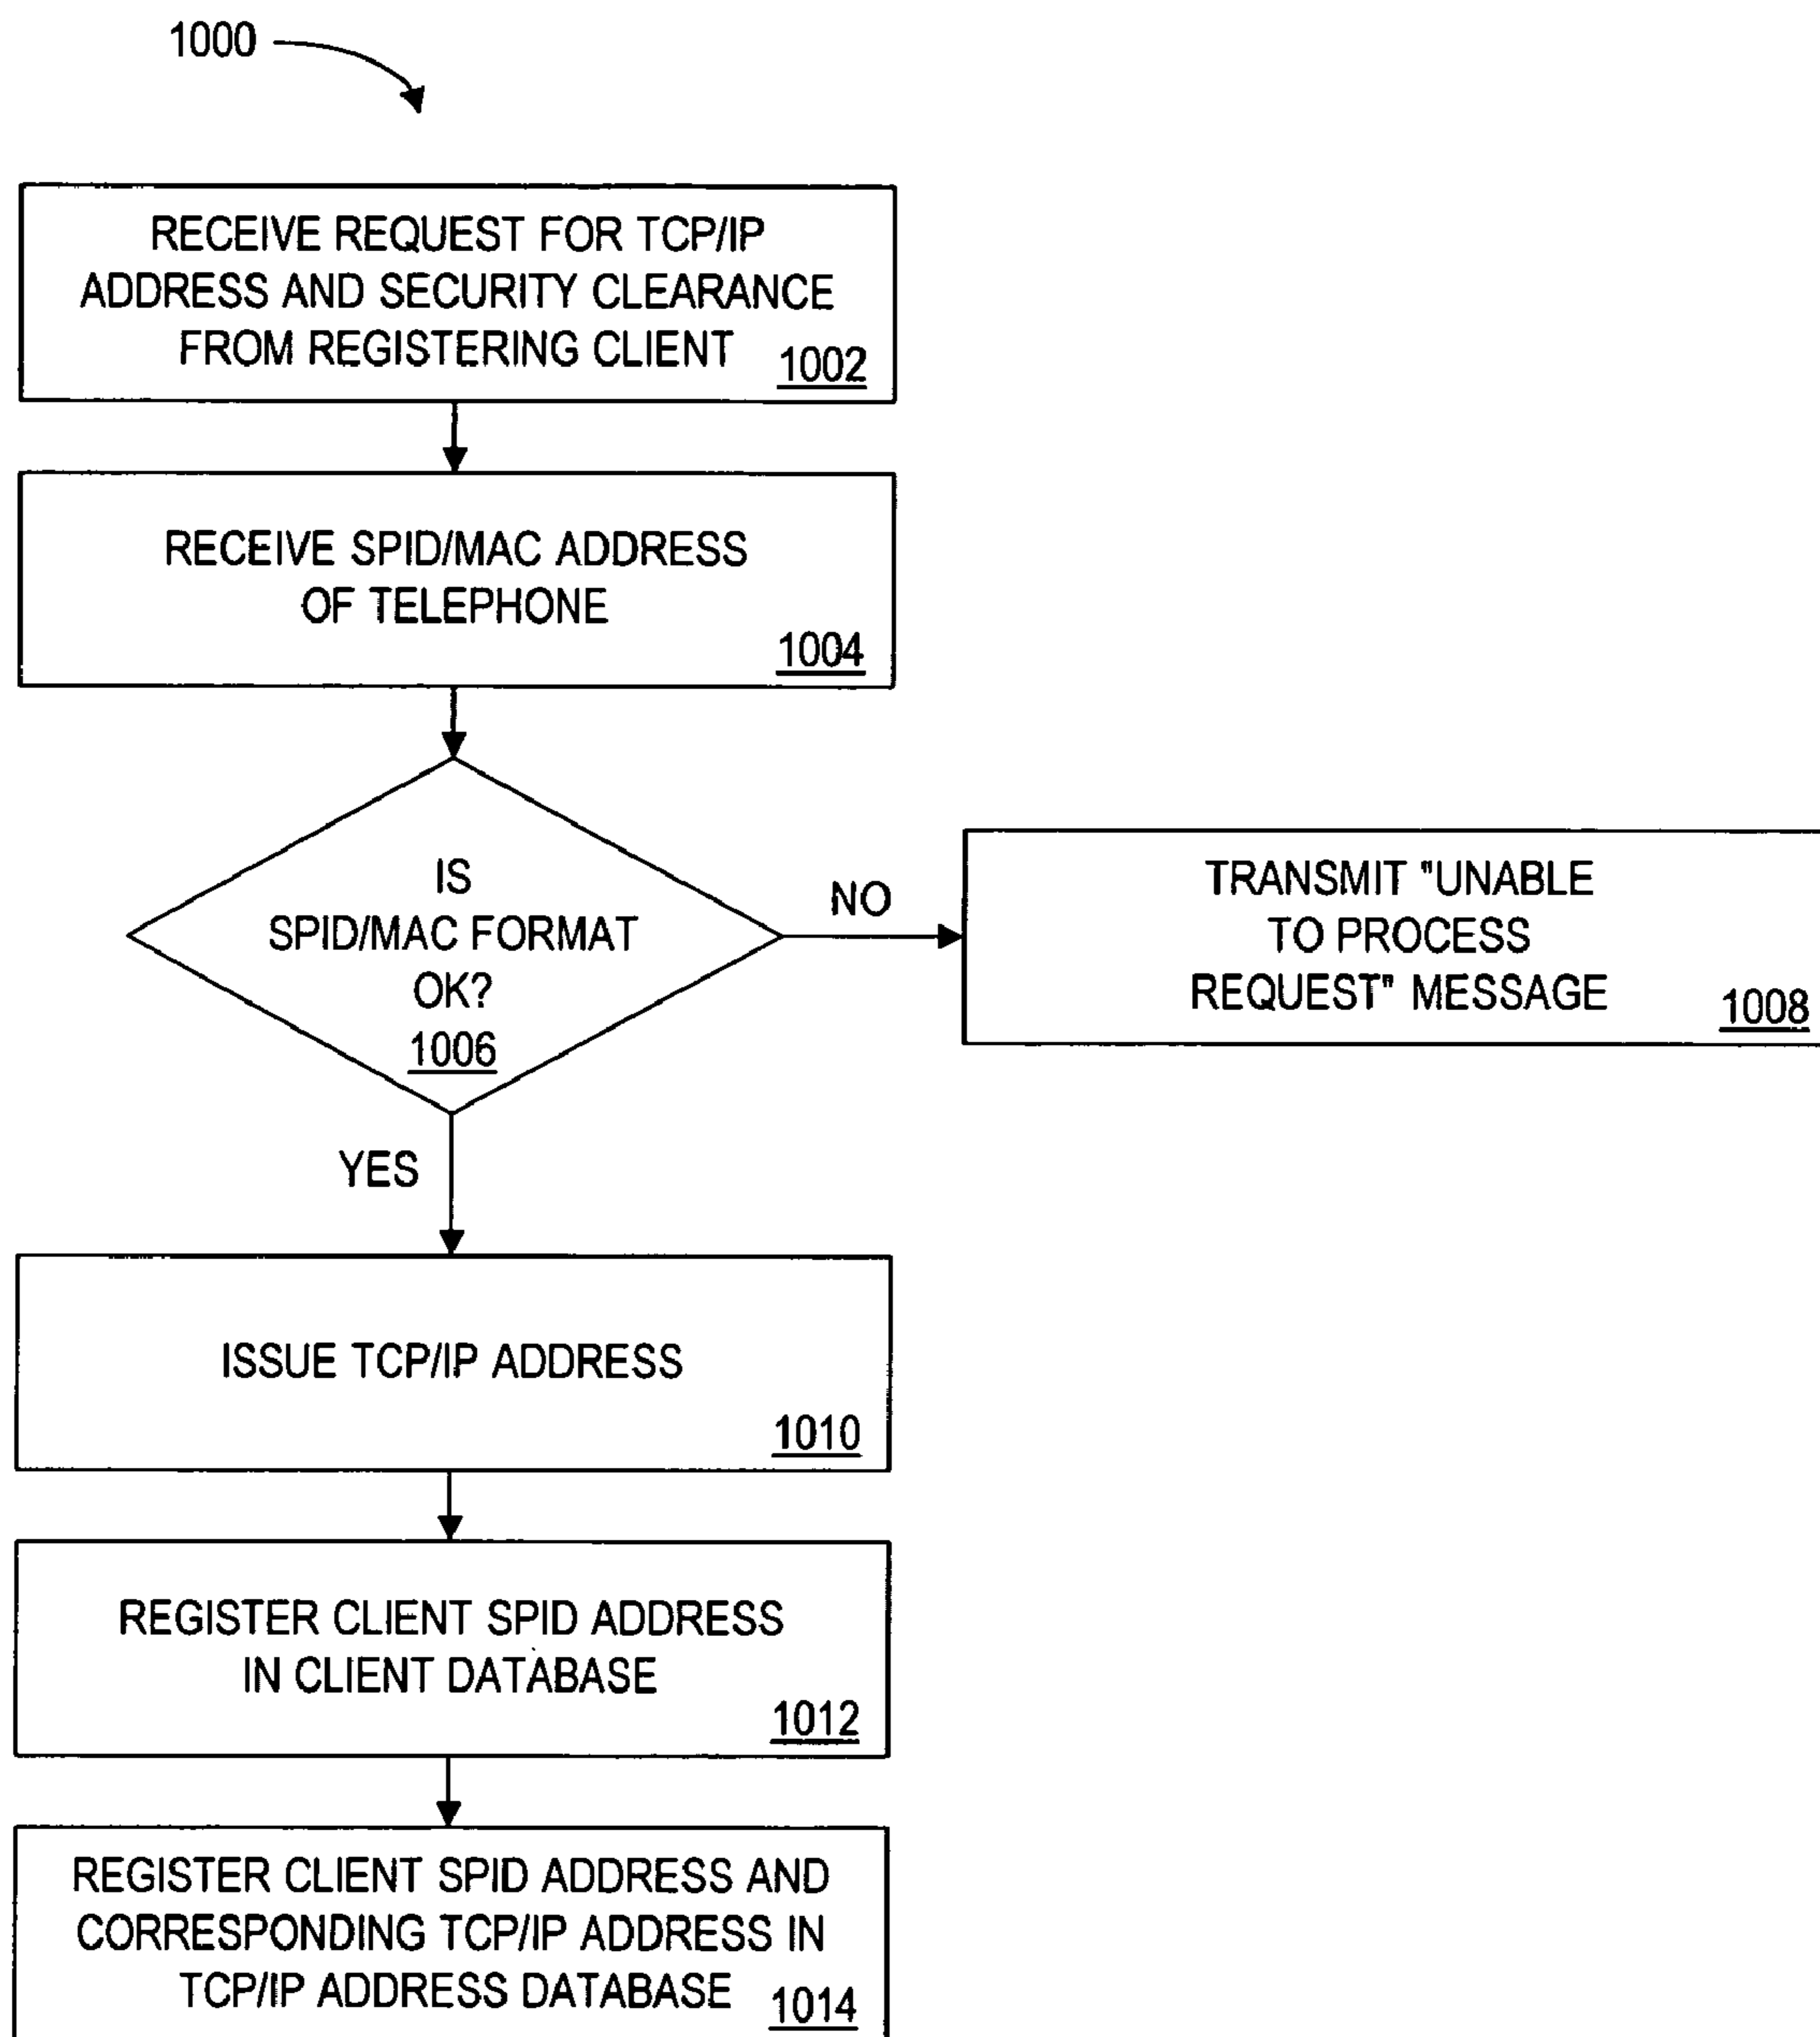 1000
RECEIVE REQUEST FOR TCP/IP
ADDRESS AND SECURITY CLEARANCE
FROM REGISTERING CLIENT
1002
RECEIVE SPID/MAC ADDRESS
OF TELEPHONE
1004
IS
SPID/MAC FORMAT
OK?
1006
NO
TRANSMIT "UNABLE
TO PROCESS
REQUEST" MESSAGE
1008
YES
ISSUE TCP/IP ADDRESS
1010
REGISTER CLIENT SPID ADDRESS
IN CLIENT DATABASE
1012
REGISTER CLIENT SPID ADDRESS AND
CORRESPONDING TCP/IP ADDRESS IN
TCP/IP ADDRESS DATABASE
1014